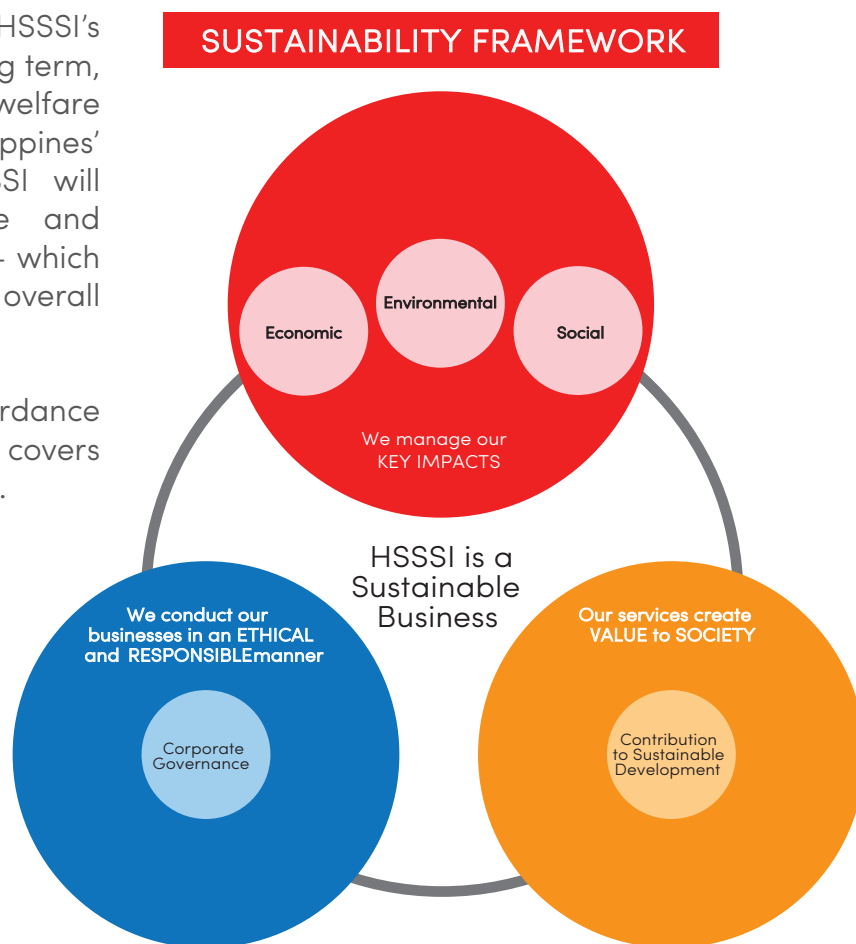 HSSSI's
g term,
welfare
ippines'
SI will
e and
- which
overall
rdance
covers
.
SUSTAINABILITY FRAMEWORK
Economic
Environmental
Social
We manage our
KEY IMPACTS
HSSSI is a
Sustainable
Business
We conduct our
businesses in an ETHICAL
and RESPONSIBLEmanner
Corporate
Governance
Our services create
VALUE to SOCIETY
Contribution
to Sustainable
Development